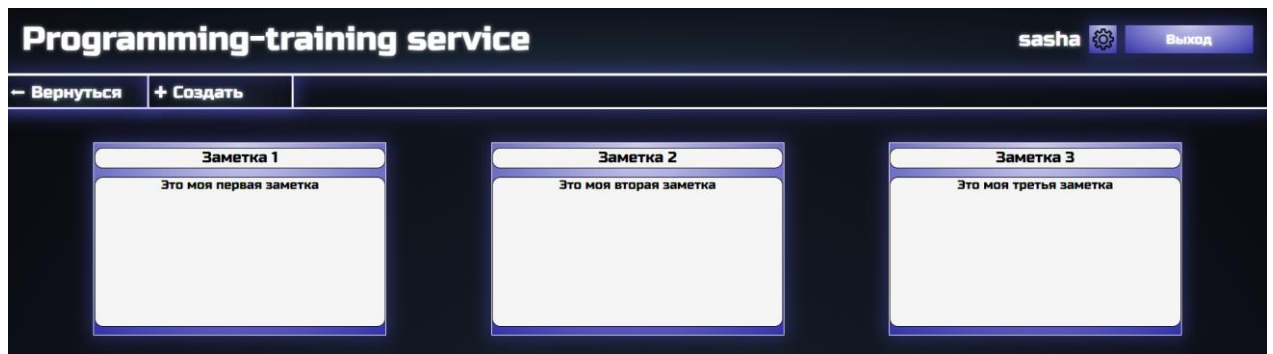 Programming-training service
sasha
Выход
← Вернуться
+ Создать
Заметка 1
Это моя первая заметка
Заметка 2
Это моя вторая заметка
Заметка 3
Это моя третья заметка